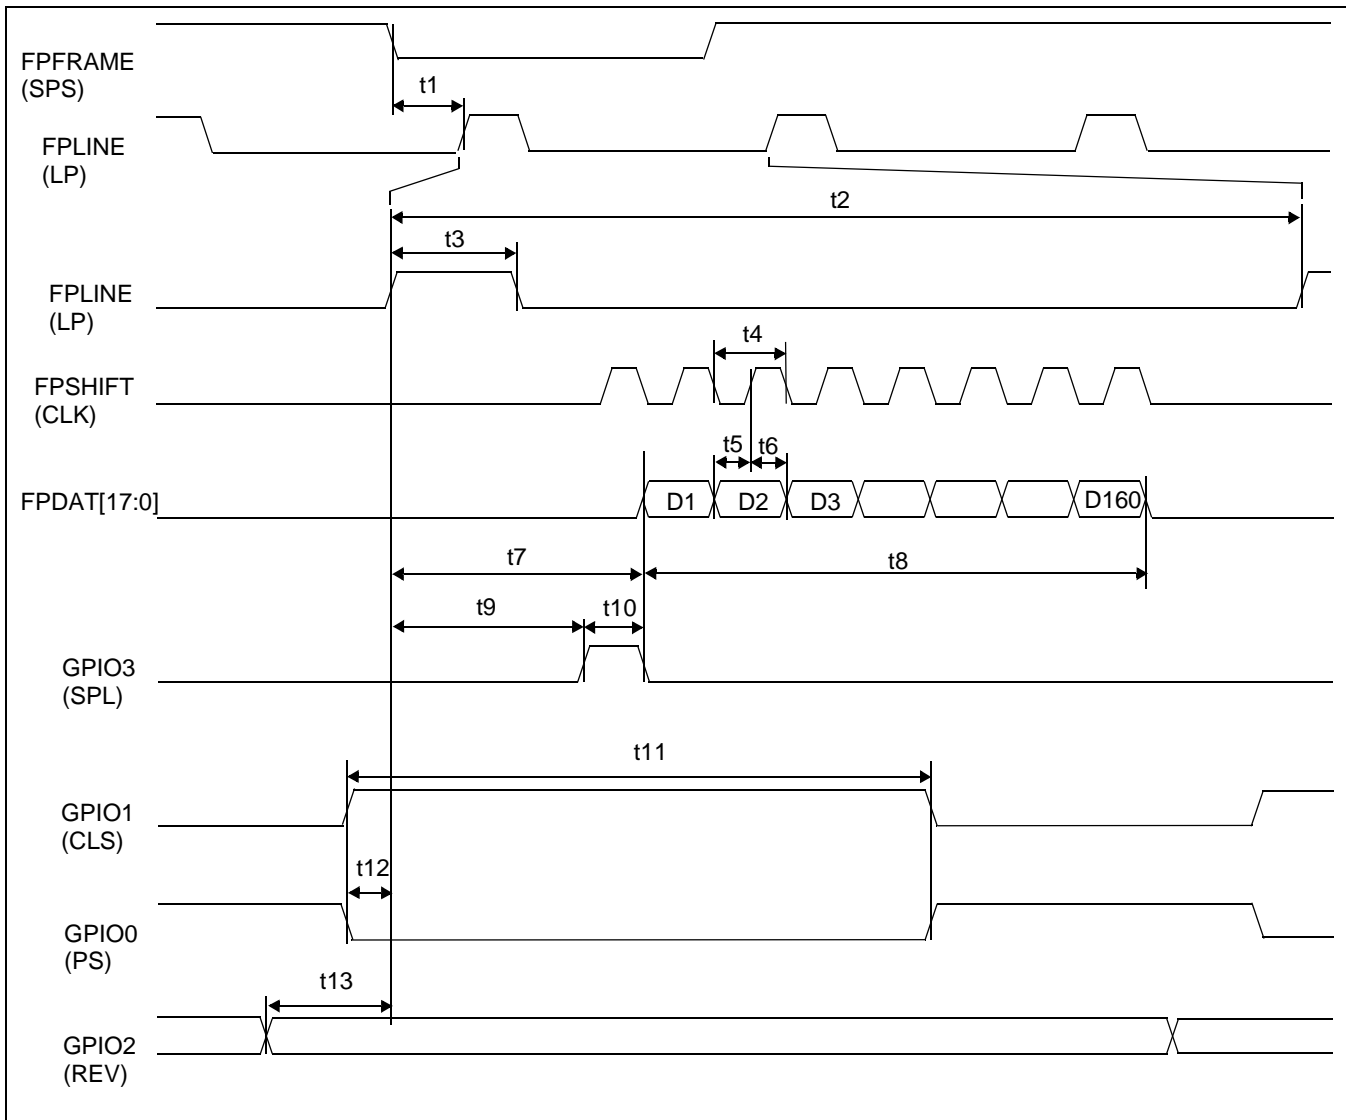 FPFRAME
(SPS)
t1
FPLINE
(LP)
t2
t3
FPLINE
(LP)
t4
FPSHIFT
(CLK)
t5 t6
FPDAT[17:0] D1 D2 D3 D160
t7 t8
t9 t10
GPIO3
(SPL)
t11
GPIO1
(CLS)
t12
GPIO0
(PS)
t13
GPIO2
(REV)